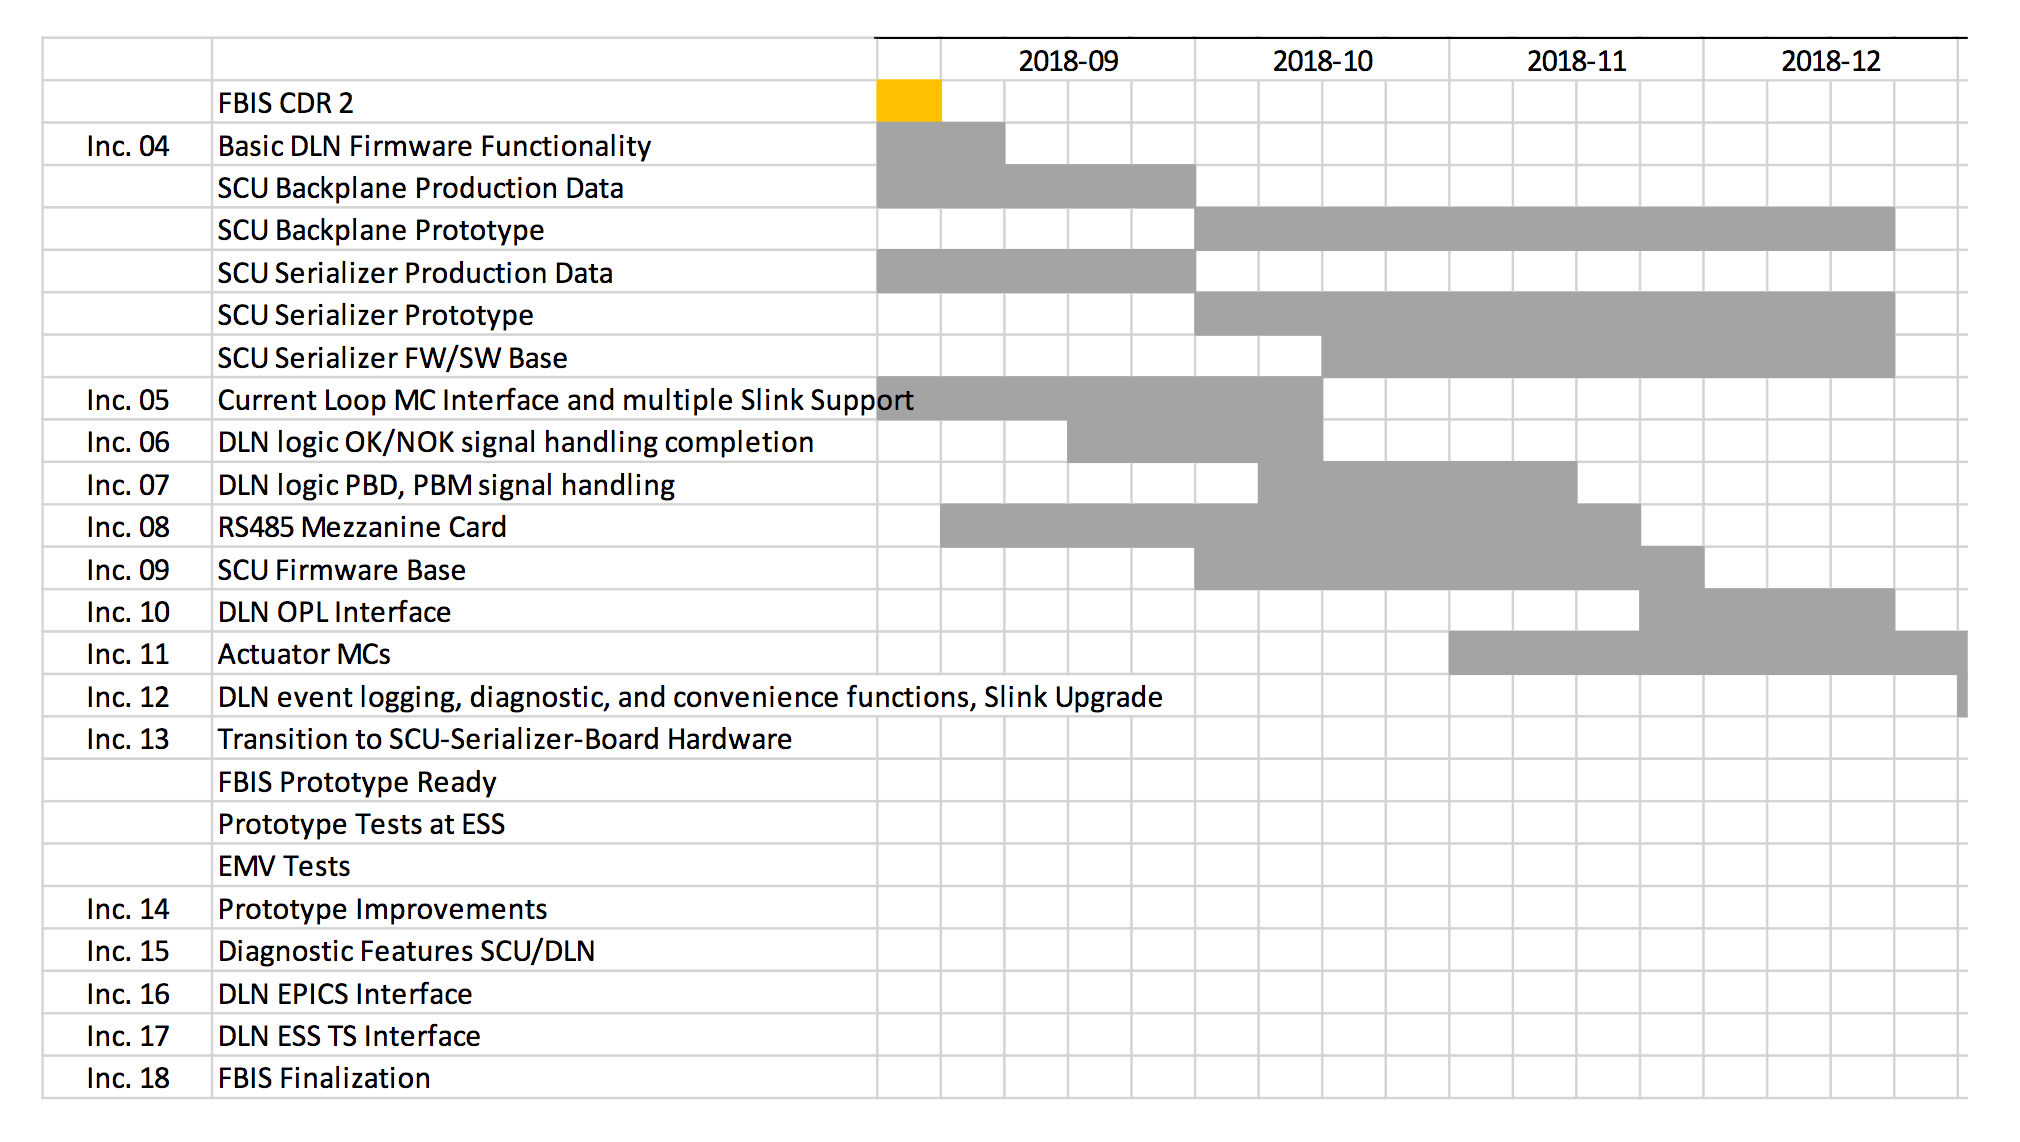 2018-09 2018-10 2018-11 2018-12
FBIS CDR 2
Inc. 04 Basic DLN Firmware Functionality
SCU Backplane Production Data
SCU Backplane Prototype
SCU Serializer Production Data
SCU Serializer Prototype
SCU Serializer FW/SW Base
Inc. 05 Current Loop MC Interface and multiple Slink Support
Inc. 06 DLN logic OK/NOK signal handling completion
Inc. 07 DLN logic PBD, PBM signal handling
Inc. 08 RS485 Mezzanine Card
Inc. 09 SCU Firmware Base
Inc. 10 DLN OPL Interface
Inc. 11 Actuator MCs
Inc. 12 DLN event logging, diagnostic, and convenience functions, Slink Upgrade
Inc. 13 Transition to SCU-Serializer-Board Hardware
FBIS Prototype Ready
Prototype Tests at ESS
EMV Tests
Inc. 14 Prototype Improvements
Inc. 15 Diagnostic Features SCU/DLN
Inc. 16 DLN EPICS Interface
Inc. 17 DLN ESS TS Interface
Inc. 18 FBIS Finalization